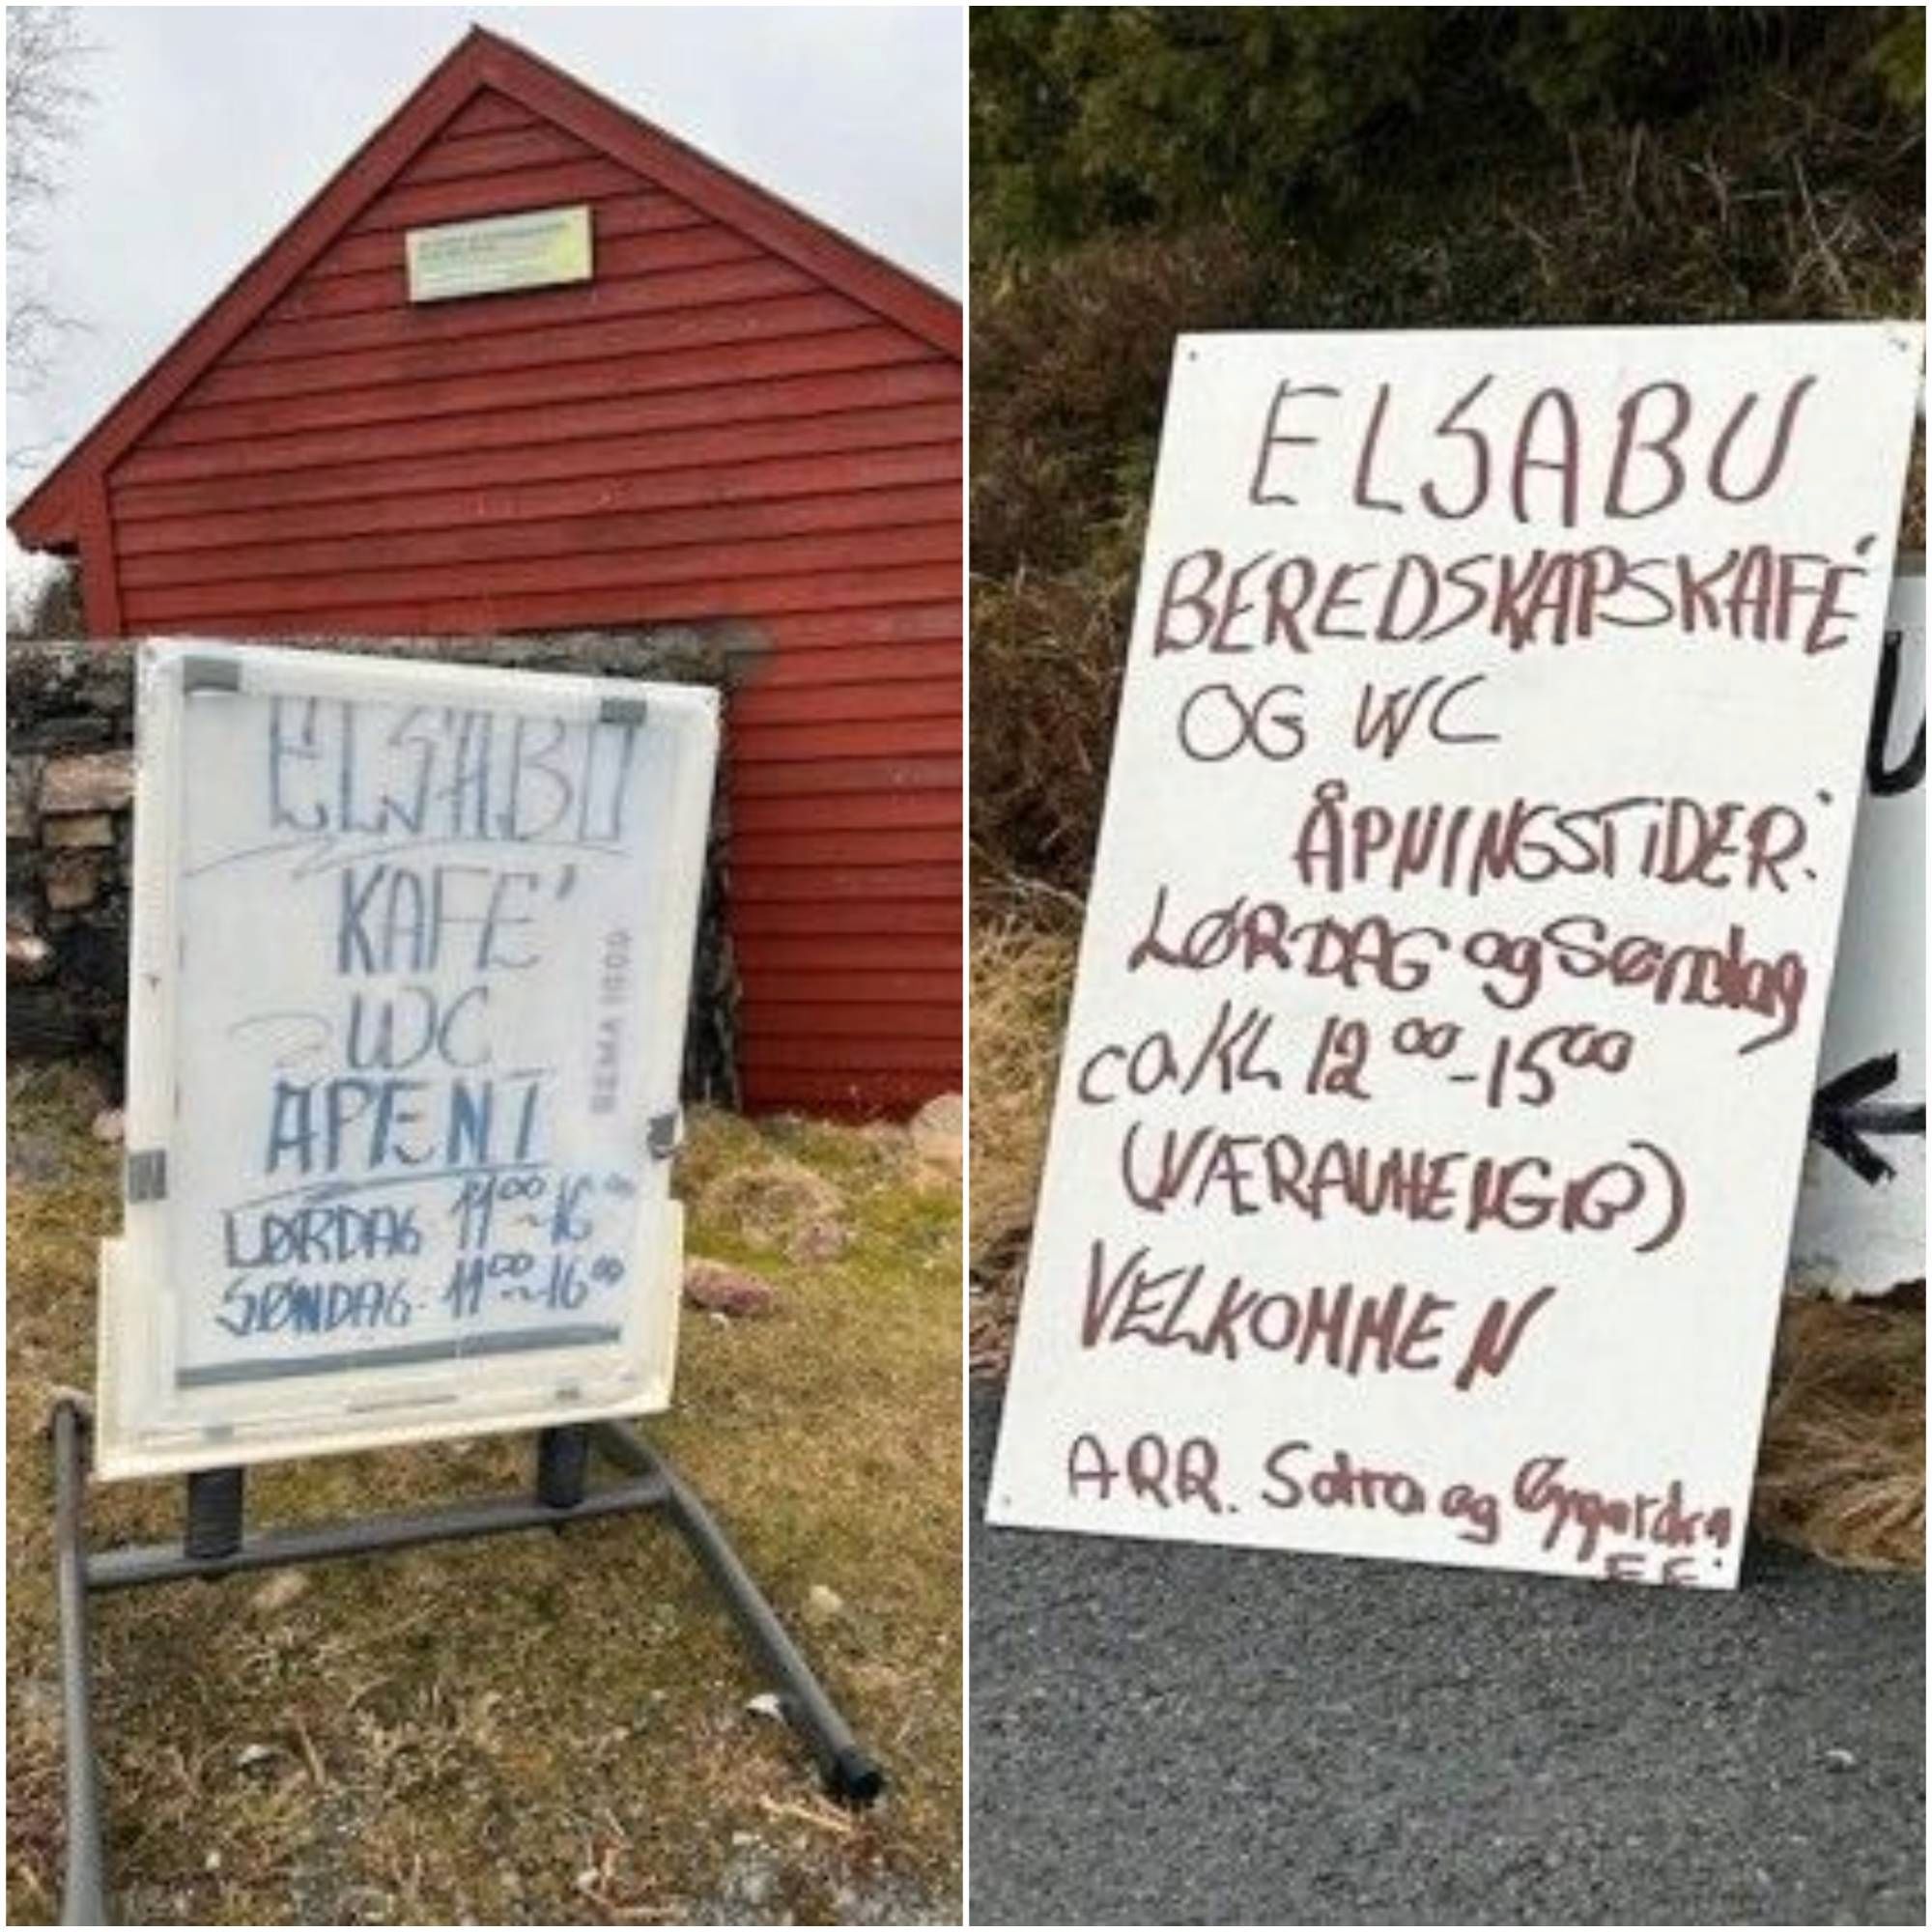 ELSABU
KAFE'
WC
ÅPENT
LØRDAG 11⁰⁰-16⁰⁰
SØNDAG - 11⁰⁰-16⁰⁰
ELSABU
BEREDSKAPSKAFÉ
OG WC
ÅPNINGSTIDER:
LØRDAG og Søndag
ca/KL 12⁰⁰-15⁰⁰
(VÆRAVHENGIG)
VELKOMMEN
ARR. Sotra og Øygarden